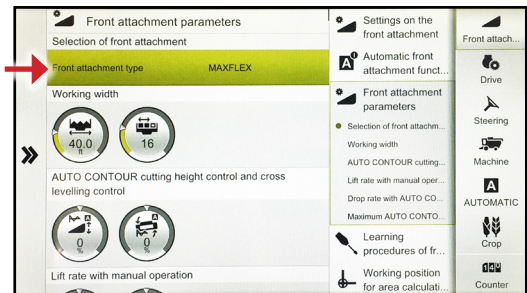 Front attachment parameters
Selection of front attachment
Front attachment type MAXFLEX
Working width
40.0
ft
16
AUTO CONTOUR cutting height control and cross
levelling control
A
0
%
A
0
%
Lift rate with manual operation
Settings on the
front attachment
A
Automatic front
attachment funct...
Front attachment
parameters
Selection of front attachm...
Working width
AUTO CONTOUR cutting...
Lift rate with manual oper...
Drop rate with AUTO CO...
Maximum AUTO CONTO...
Learning
procedures of fr...
Working position
for area calculati...
Front attach...
Drive
Steering
Machine
A
AUTOMATIC
Crop
Counter